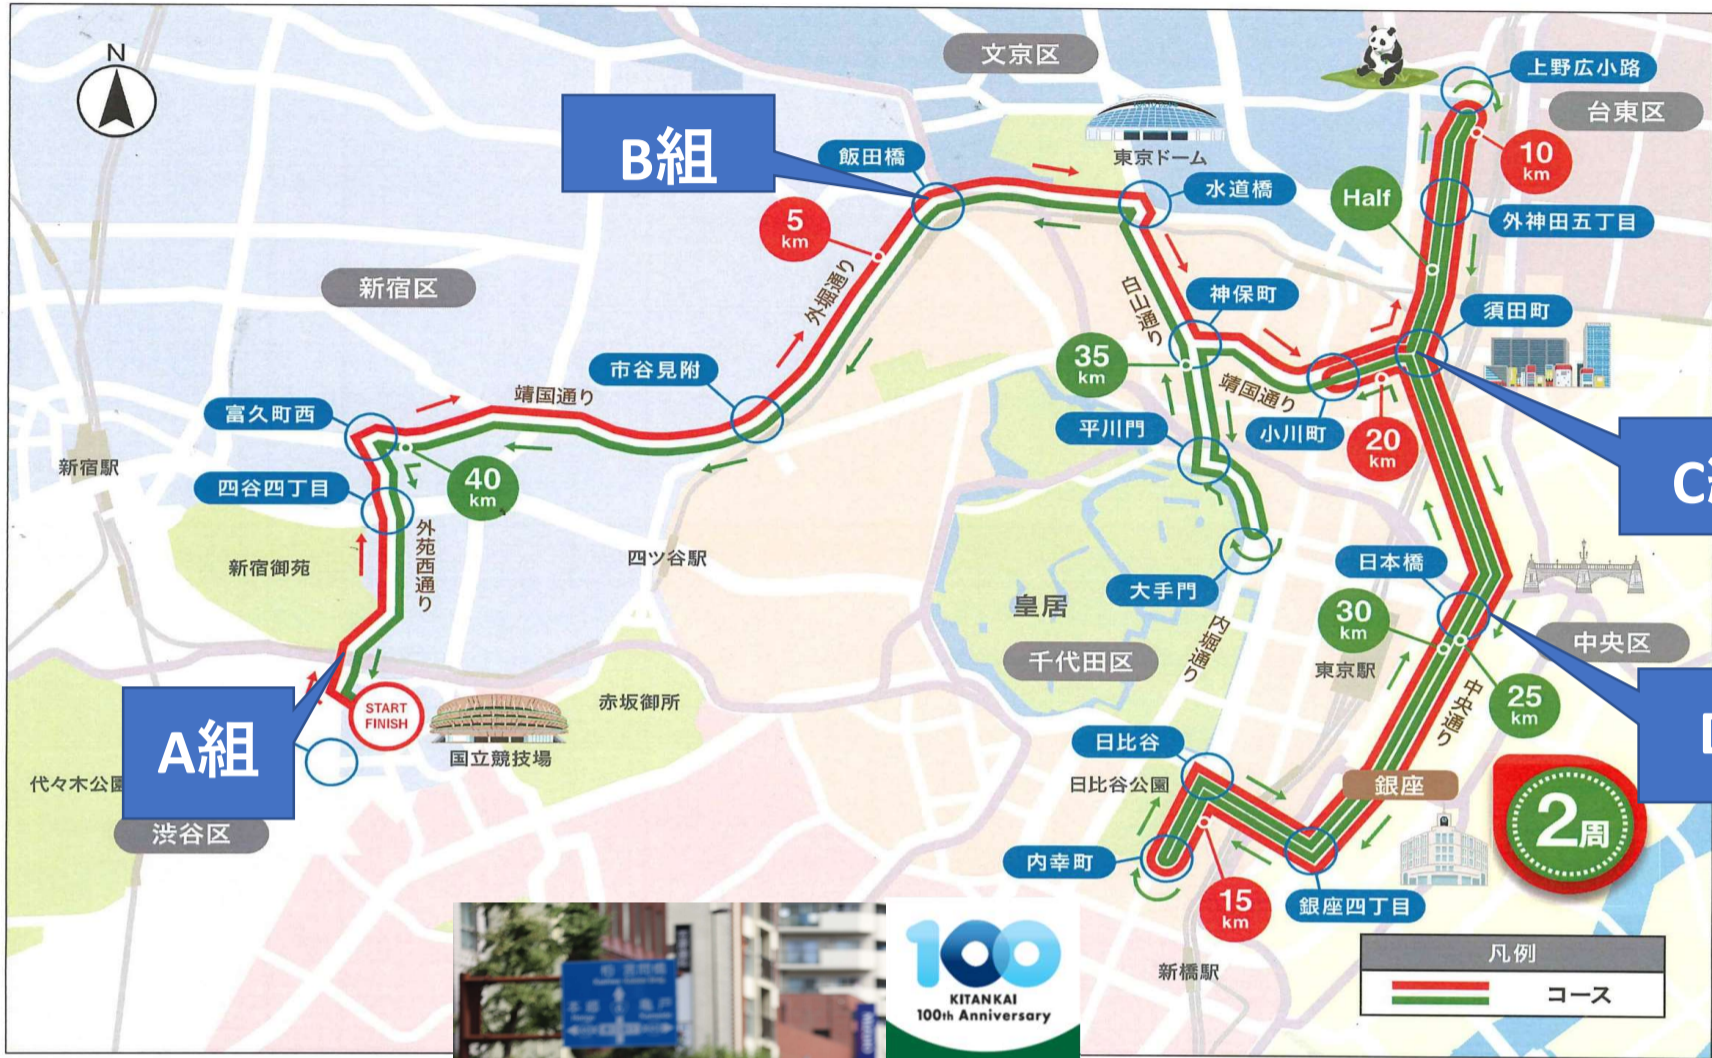 N
文京区
上野広小路
台東区
B組
飯田橋
東京ドーム
水道橋
10
km
Half
外神田五丁目
5
km
外堀通り
新宿区
白山通り
神保町
須田町
35
km
市谷見附
靖国通り
靖国通り
富久町西
平川門
小川町
20
km
新宿駅
C
四谷四丁目
40
km
外苑西通り
新宿御苑
四ツ谷駅
日本橋
大手門
皇居
30
km
内堀通り
千代田区
東京駅
中央区
START
FINISH
赤坂御所
中央通り
25
km
A組
国立競技場
日比谷
日比谷公園
銀座
代々木公園
渋谷区
2周
内幸町
15
km
銀座四丁目
100
KITANKAI
100th Anniversary
新橋駅
凡例
コース